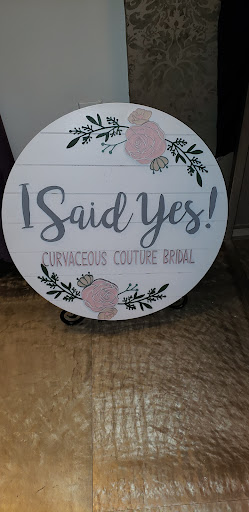 I Said Yes!
CURVACEOUS COUTURE BRIDAL